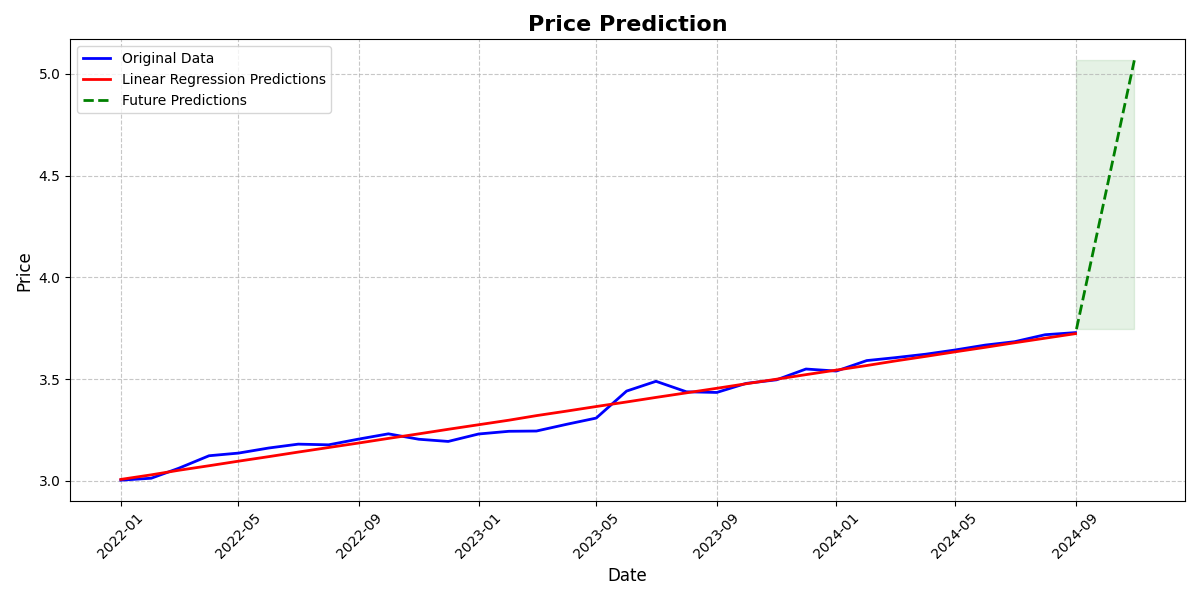 Price Prediction
Original Data
Linear Regression Predictions
Future Predictions
5.0
4.5
4.0
3.5
3.0
Price
2022-01
2022-05
2022-09
2023-01
2023-05
2023-09
2024-01
2024-05
2024-09
Date